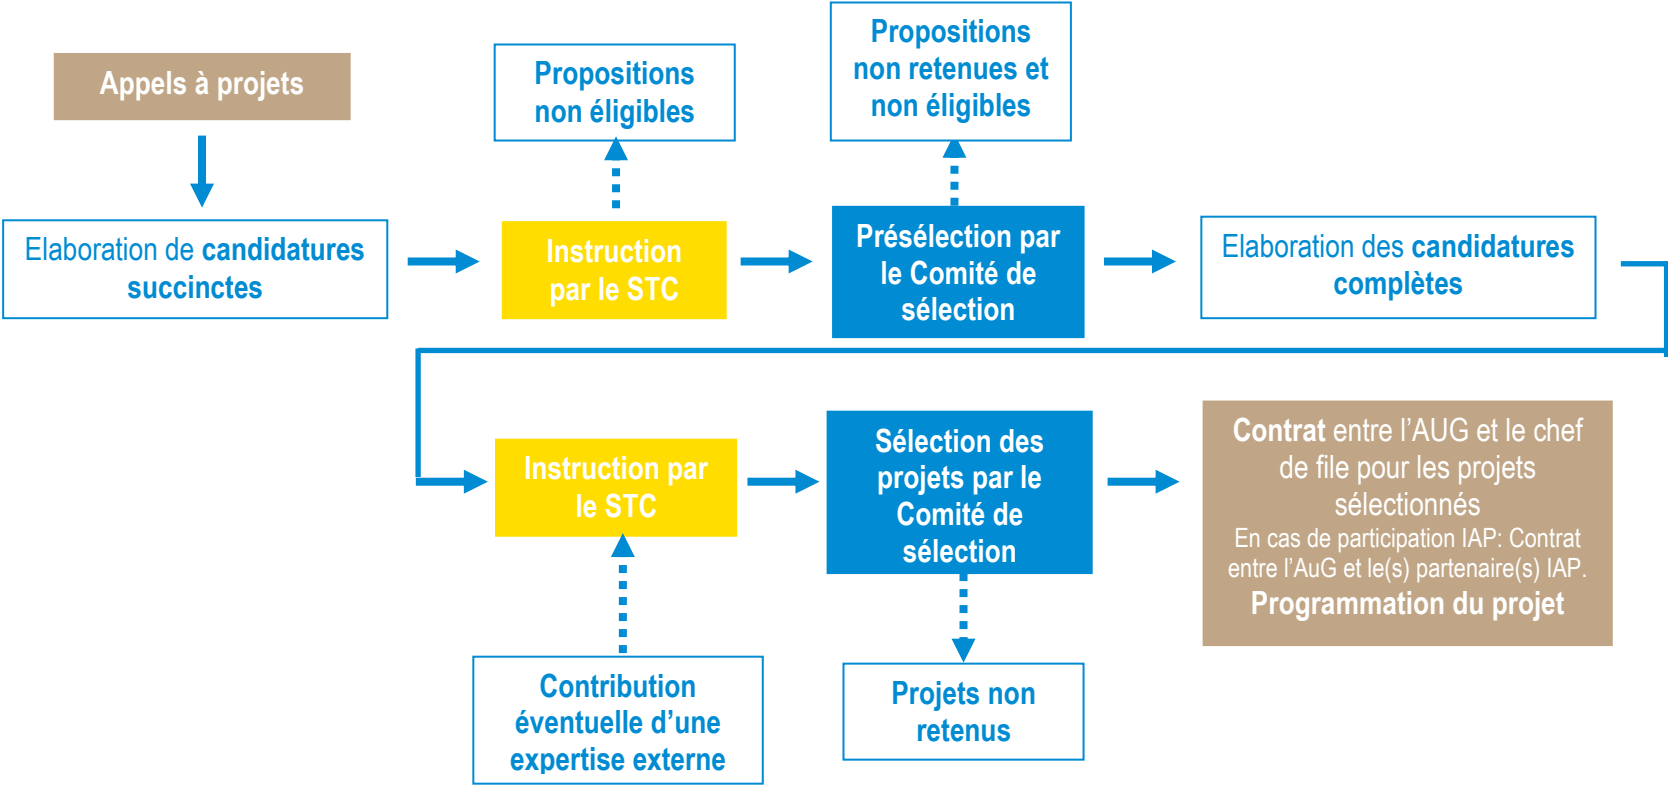 Appels à projets
Propositions
non éligibles
Propositions
non retenues et
non éligibles
Elaboration de candidatures
succinctes
Instruction
par le STC
Présélection par
le Comité de
sélection
Elaboration des candidatures
complètes
Instruction par
le STC
Sélection des
projets par le
Comité de
sélection
Contrat entre l’AUG et le chef
de file pour les projets
sélectionnés
En cas de participation IAP: Contrat
entre l’AuG et le(s) partenaire(s) IAP.
Programmation du projet
Contribution
éventuelle d’une
expertise externe
Projets non
retenus